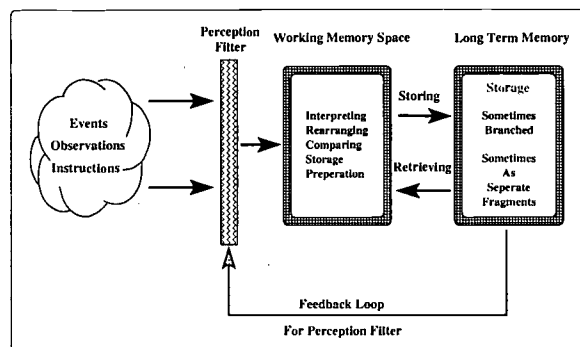 Perception
Filter
Working Memory Space
Long Term Memory
Events
Observations
Instructions
Interpreting
Rearranging
Comparing
Storage
Preperation
Storing
Retrieving
Storage
Sometimes
Branched
Sometimes
As
Seperate
Fragments
Feedback Loop
For Perception Filter